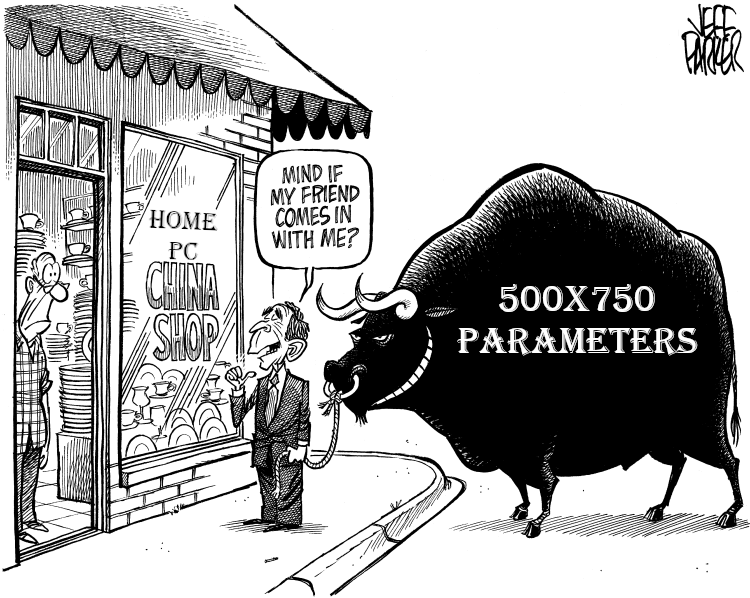 JEFF
PARKER
MIND IF
MY FRIEND
COMES IN
WITH ME?
HOME
PC
CHINA
SHOP
500X750
PARAMETERS